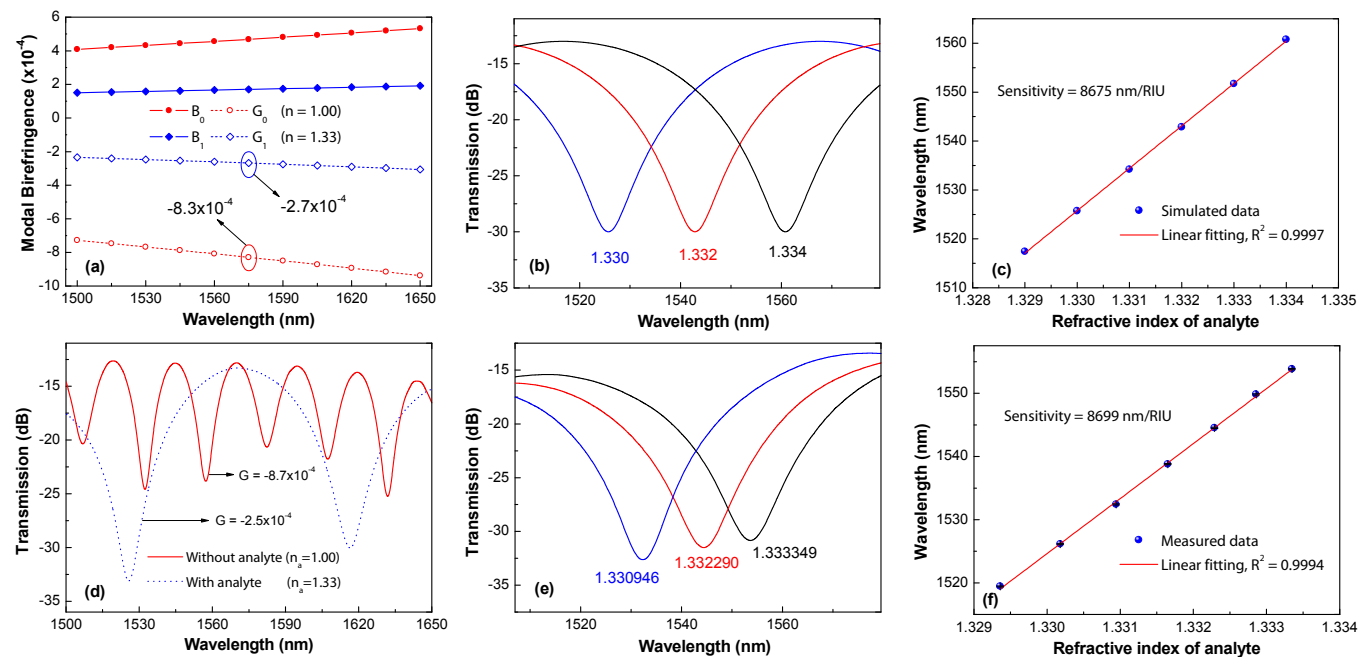 Modal Birefringence (x10⁻⁴)
6
4
2
0
-2
-4
-6
-8
-10
B₀ G₀ (n = 1.00)
B₁ G₁ (n = 1.33)
-8.3x10⁻⁴
-2.7x10⁻⁴
(a)
1500 1530 1560 1590 1620 1650
Wavelength (nm)
Transmission (dB)
-15
-20
-25
-30
-35
1.330
1.332
1.334
(b)
1520 1540 1560
Wavelength (nm)
Wavelength (nm)
1560
1550
1540
1530
1520
1510
Sensitivity = 8675 nm/RIU
Simulated data
Linear fitting, R² = 0.9997
(c)
1.328 1.329 1.330 1.331 1.332 1.333 1.334 1.335
Refractive index of analyte
Transmission (dB)
-15
-20
-25
-30
-35
G = -8.7x10⁻⁴
G = -2.5x10⁻⁴
Without analyte (nₐ=1.00)
With analyte (nₐ=1.33)
(d)
1500 1520 1540 1560 1580 1600 1620 1650
Wavelength (nm)
Transmission (dB)
-15
-20
-25
-30
-35
1.330946
1.332290
1.333349
(e)
1520 1540 1560
Wavelength (nm)
Wavelength (nm)
1550
1540
1530
1520
Sensitivity = 8699 nm/RIU
Measured data
Linear fitting, R² = 0.9994
(f)
1.329 1.330 1.331 1.332 1.333 1.334
Refractive index of analyte